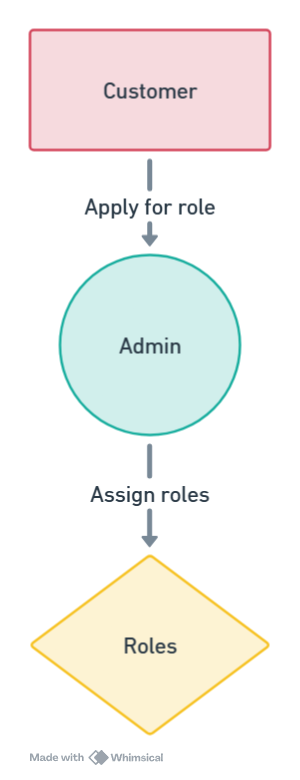 Customer
Apply for role
Admin
Assign roles
Roles
Made with Whimsical